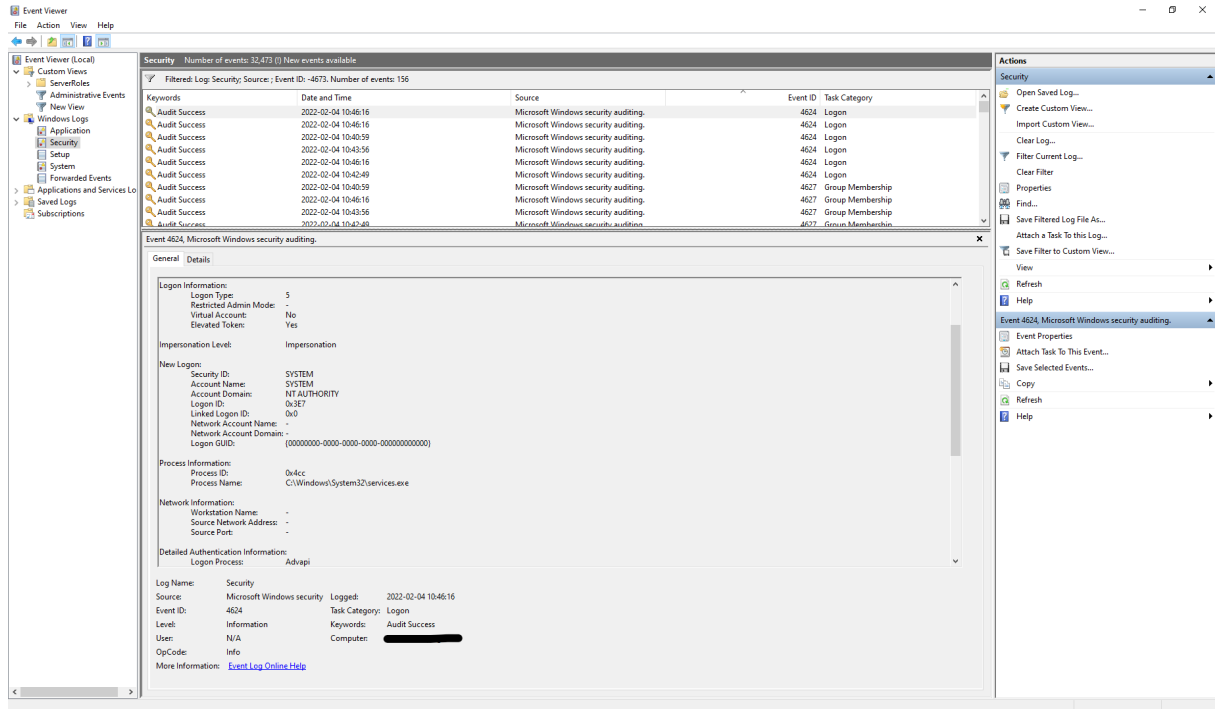 Event Viewer
File Action View Help
Event Viewer (Local)
Custom Views
ServerRoles
Administrative Events
New View
Windows Logs
Application
Security
Setup
System
Forwarded Events
Applications and Services Lo
Saved Logs
Subscriptions
Security Number of events: 32,473 (!) New events available
Filtered: Log: Security; Source: ; Event ID: -4673. Number of events: 156
Keywords Date and Time Source Event ID Task Category
Audit Success 2022-02-04 10:46:16 Microsoft Windows security auditing. 4624 Logon
Audit Success 2022-02-04 10:46:16 Microsoft Windows security auditing. 4624 Logon
Audit Success 2022-02-04 10:40:59 Microsoft Windows security auditing. 4624 Logon
Audit Success 2022-02-04 10:43:56 Microsoft Windows security auditing. 4624 Logon
Audit Success 2022-02-04 10:46:16 Microsoft Windows security auditing. 4624 Logon
Audit Success 2022-02-04 10:42:49 Microsoft Windows security auditing. 4624 Logon
Audit Success 2022-02-04 10:40:59 Microsoft Windows security auditing. 4627 Group Membership
Audit Success 2022-02-04 10:46:16 Microsoft Windows security auditing. 4627 Group Membership
Audit Success 2022-02-04 10:43:56 Microsoft Windows security auditing. 4627 Group Membership
Audit Success 2022-02-04 10:42:49 Microsoft Windows security auditing. 4627 Group Membership
Event 4624, Microsoft Windows security auditing.
General Details
Logon Information:
Logon Type: 5
Restricted Admin Mode: -
Virtual Account: No
Elevated Token: Yes
Impersonation Level: Impersonation
New Logon:
Security ID: SYSTEM
Account Name: SYSTEM
Account Domain: NT AUTHORITY
Logon ID: 0x3E7
Linked Logon ID: 0x0
Network Account Name: -
Network Account Domain: -
Logon GUID: {00000000-0000-0000-0000-000000000000}
Process Information:
Process ID: 0x4cc
Process Name: C:\Windows\System32\services.exe
Network Information:
Workstation Name: -
Source Network Address: -
Source Port: -
Detailed Authentication Information:
Logon Process: Advapi
Log Name: Security
Source: Microsoft Windows security Logged: 2022-02-04 10:46:16
Event ID: 4624 Task Category: Logon
Level: Information Keywords: Audit Success
User: N/A Computer:
OpCode: Info
More Information: Event Log Online Help
Actions
Security
Open Saved Log...
Create Custom View...
Import Custom View...
Clear Log...
Filter Current Log...
Clear Filter
Properties
Find...
Save Filtered Log File As...
Attach a Task To this Log...
Save Filter to Custom View...
View
Refresh
Help
Event 4624, Microsoft Windows security auditing.
Event Properties
Attach Task To This Event...
Save Selected Events...
Copy
Refresh
Help